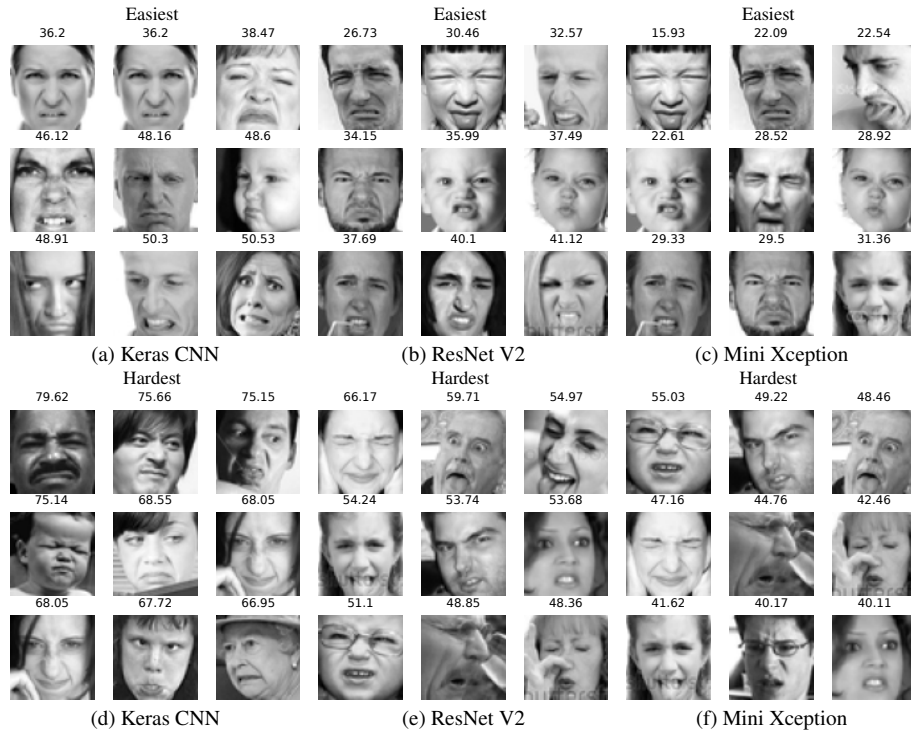 Easiest Easiest Easiest
36.2 36.2 38.47 26.73 30.46 32.57 15.93 22.09 22.54
46.12 48.16 48.6 34.15 35.99 37.49 22.61 28.52 28.92
48.91 50.3 50.53 37.69 40.1 41.12 29.33 29.5 31.36
(a) Keras CNN (b) ResNet V2 (c) Mini Xception
Hardest Hardest Hardest
79.62 75.66 75.15 66.17 59.71 54.97 55.03 49.22 48.46
75.14 68.55 68.05 54.24 53.74 53.68 47.16 44.76 42.46
68.05 67.72 66.95 51.1 48.85 48.36 41.62 40.17 40.11
(d) Keras CNN (e) ResNet V2 (f) Mini Xception